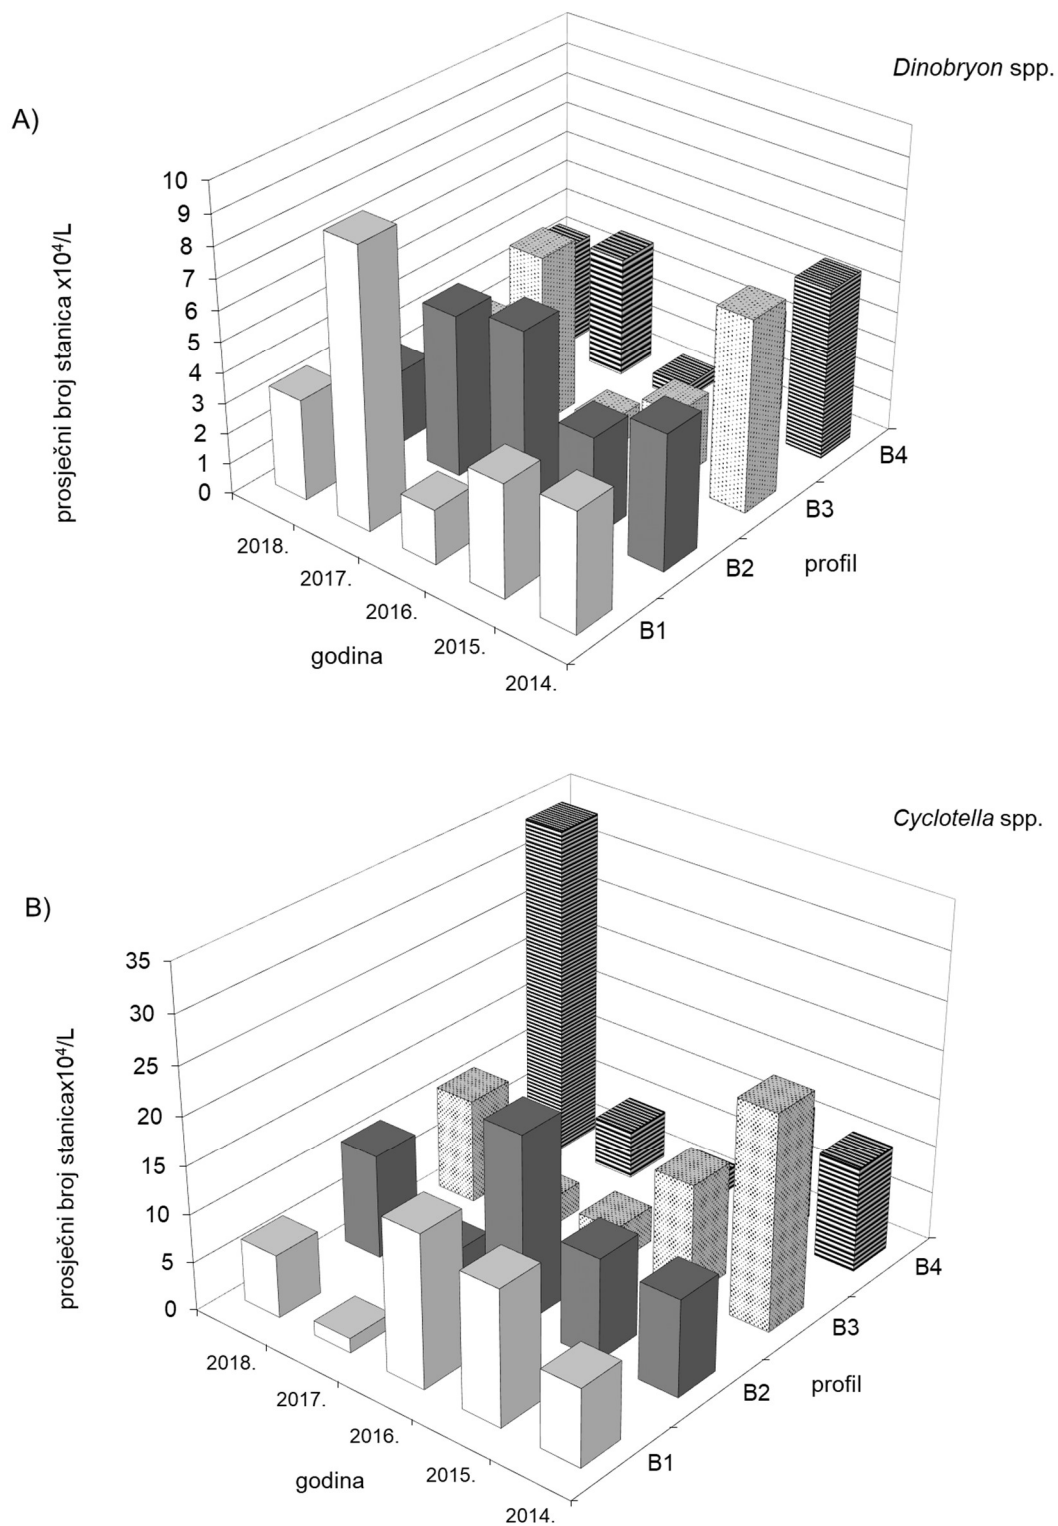 Dinobryon spp.
A)
prosječni broj stanica x10⁴/L
10
9
8
7
6
5
4
3
2
1
0
2018.
2017.
2016.
2015.
2014.
godina
B1
B2
B3
B4
profil
Cyclotella spp.
B)
prosječni broj stanicax10⁴/L
35
30
25
20
15
10
5
0
2018.
2017.
2016.
2015.
2014.
godina
B1
B2
B3
B4
profil